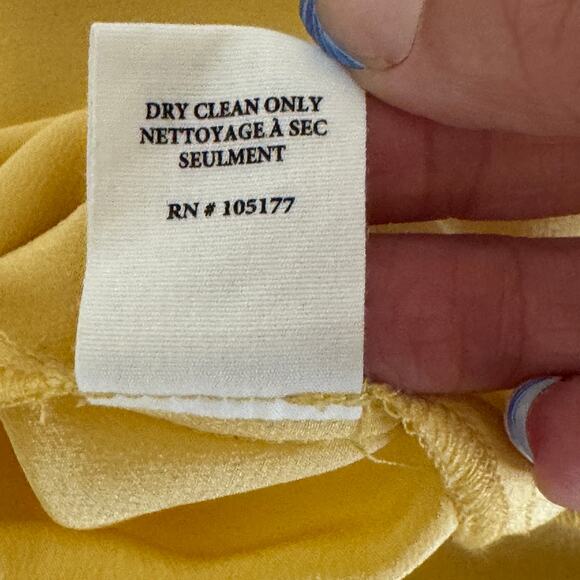 DRY CLEAN ONLY
NETTOYAGE À SEC
SEULMENT
RN # 105177